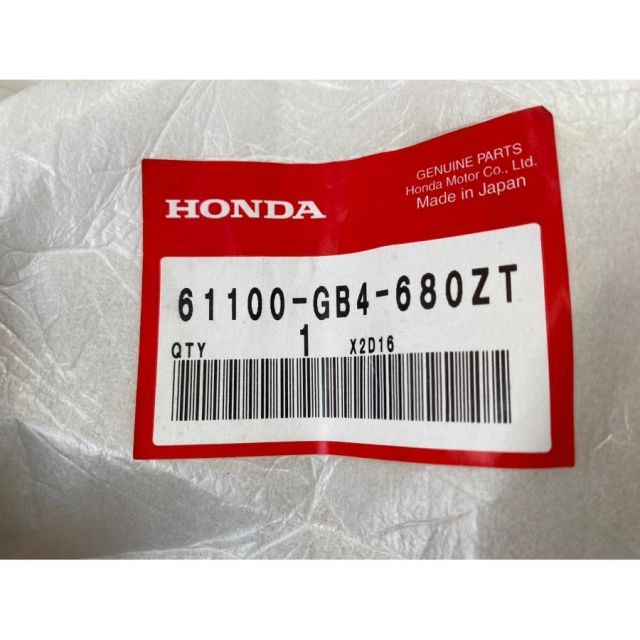 GENUINE PARTS
Honda Motor Co., Ltd.
Made in Japan
HONDA
61100-GB4-680ZT
QTY 1 X2D16